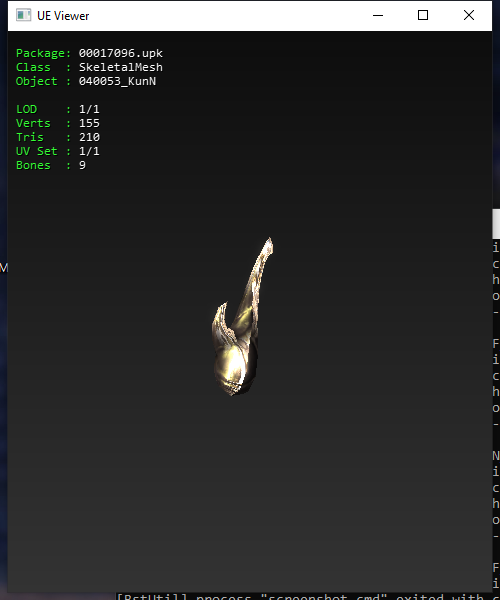 UE Viewer
Package: 00017096.upk
Class : SkeletalMesh
Object : 040053_KunN
LOD : 1/1
Verts : 155
Tris : 210
UV Set : 1/1
Bones : 9
M
i
c
h
o
-
F
i
c
h
o
-
N
i
c
h
o
-
F
i
[BstUtil] process "screenshot.cmd" exited with c